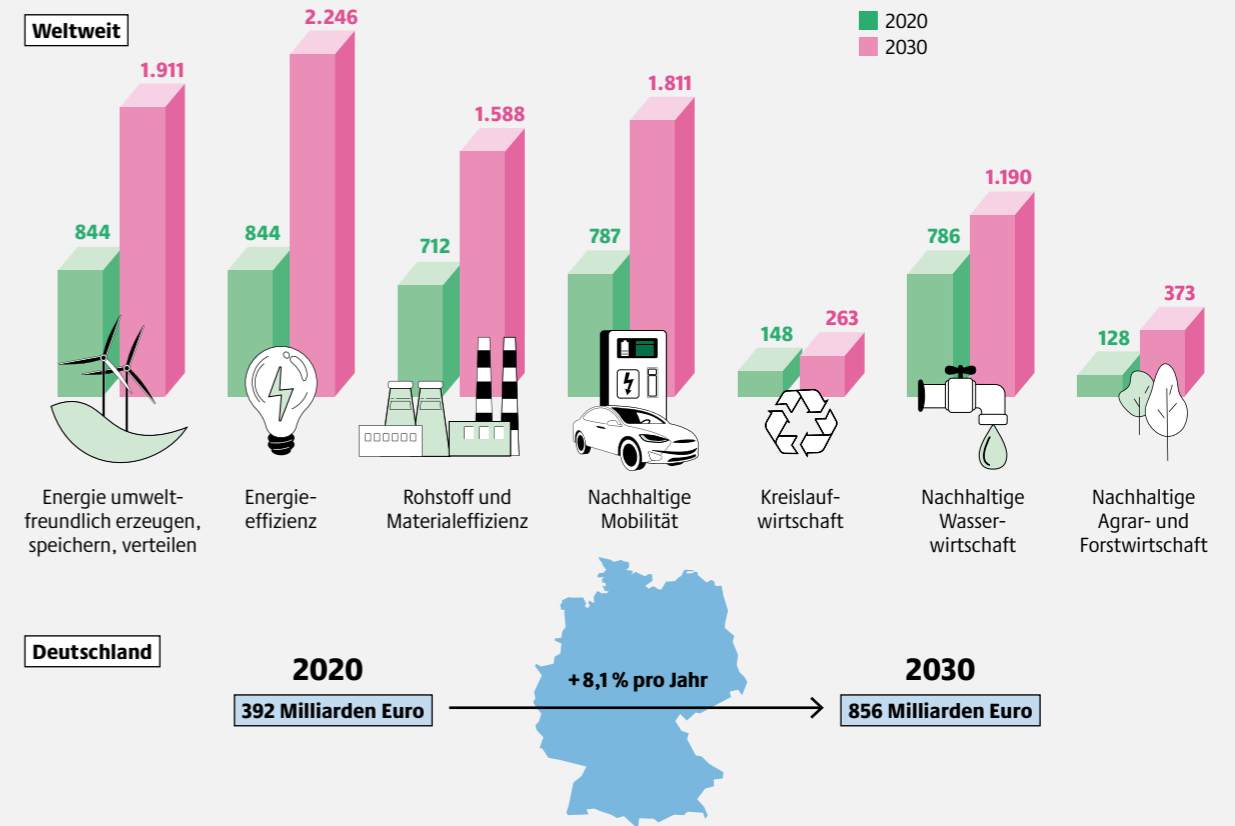 Weltweit
2020
2030
844
1.911
844
2.246
712
1.588
787
1.811
148
263
786
1.190
128
373
Energie umwelt-
freundlich erzeugen,
speichern, verteilen
Energie-
effizienz
Rohstoff und
Materialeffizienz
Nachhaltige
Mobilität
Kreislauf-
wirtschaft
Nachhaltige
Wasser-
wirtschaft
Nachhaltige
Agrar- und
Forstwirtschaft
Deutschland
2020
392 Milliarden Euro
+8,1 % pro Jahr
2030
856 Milliarden Euro